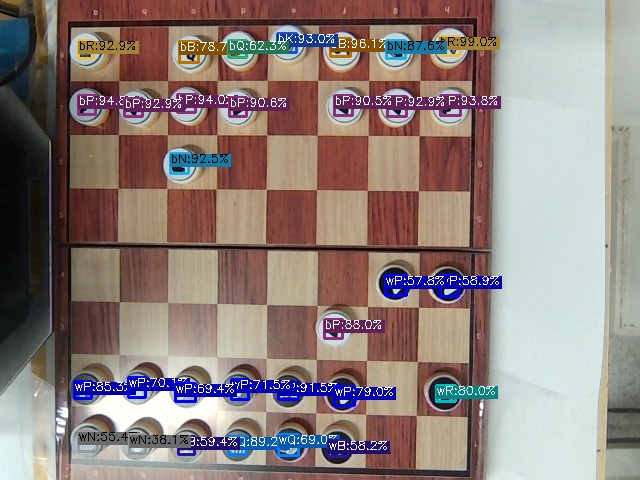 bR:92.9% bB:78.7 bQ:62.3% bK:93.0% B:96.1% bN:87.6% R:99.0%
bP:94.8 bP:92.9% P:94.0 bP:90.6% bP:90.5% P:92.9% P:93.8%
bN:92.5%
wP:57.8% P:58.9%
bP:88.0%
wP:85.3% wP:70.1% wP:69.4% wP:71.5% :91.5% wP:79.0% wR:80.0%
wN:55.4% wN:38.1% :59.4% :89.2 wQ:69.0% wB:58.2%